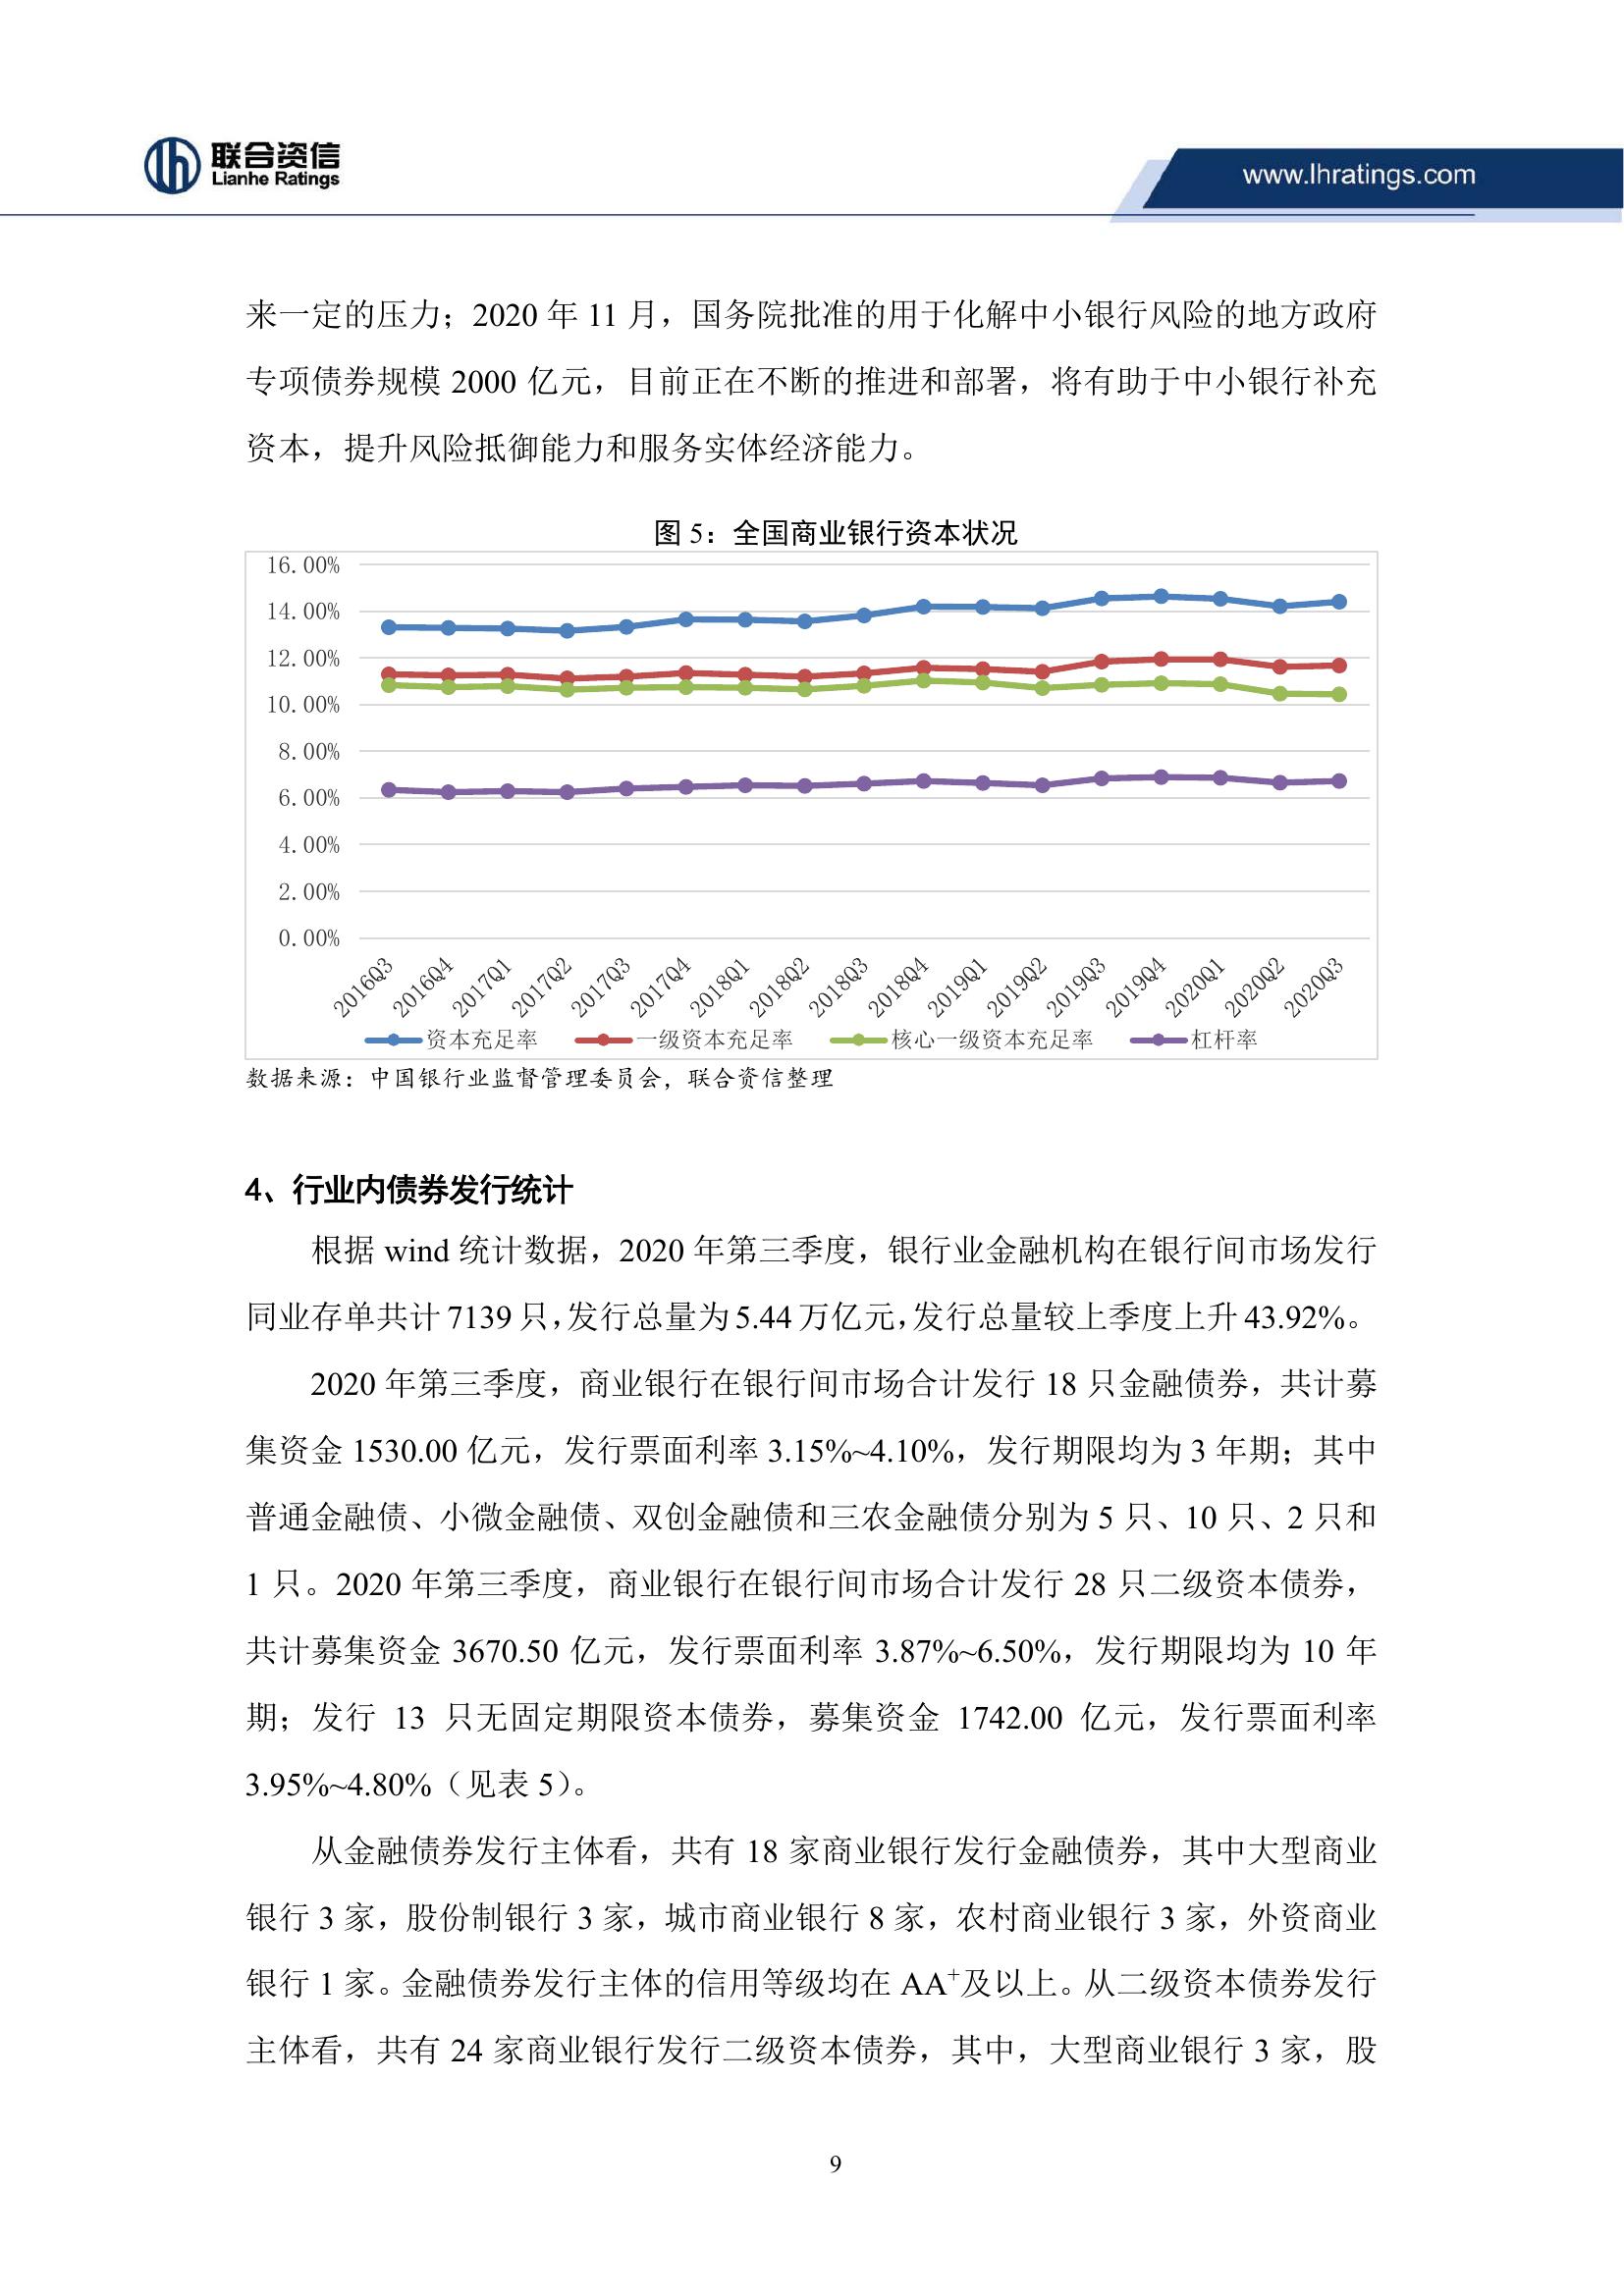 联合资信
Lianhe Ratings
www.lhratings.com
来一定的压力；2020 年 11 月，国务院批准的用于化解中小银行风险的地方政府
专项债券规模 2000 亿元，目前正在不断的推进和部署，将有助于中小银行补充
资本，提升风险抵御能力和服务实体经济能力。
图 5：全国商业银行资本状况
16.00%
14.00%
12.00%
10.00%
8.00%
6.00%
4.00%
2.00%
0.00%
2016Q3 2016Q4 2017Q1 2017Q2 2017Q3 2017Q4 2018Q1 2018Q2 2018Q3 2018Q4 2019Q1 2019Q2 2019Q3 2019Q4 2020Q1 2020Q2 2020Q3
资本充足率 一级资本充足率 核心一级资本充足率 杠杆率
数据来源：中国银行业监督管理委员会，联合资信整理
4、行业内债券发行统计
根据 wind 统计数据，2020 年第三季度，银行业金融机构在银行间市场发行
同业存单共计 7139 只，发行总量为 5.44 万亿元，发行总量较上季度上升 43.92%。
2020 年第三季度，商业银行在银行间市场合计发行 18 只金融债券，共计募
集资金 1530.00 亿元，发行票面利率 3.15%~4.10%，发行期限均为 3 年期；其中
普通金融债、小微金融债、双创金融债和三农金融债分别为 5 只、10 只、2 只和
1 只。2020 年第三季度，商业银行在银行间市场合计发行 28 只二级资本债券，
共计募集资金 3670.50 亿元，发行票面利率 3.87%~6.50%，发行期限均为 10 年
期；发行 13 只无固定期限资本债券，募集资金 1742.00 亿元，发行票面利率
3.95%~4.80%（见表 5）。
从金融债券发行主体看，共有 18 家商业银行发行金融债券，其中大型商业
银行 3 家，股份制银行 3 家，城市商业银行 8 家，农村商业银行 3 家，外资商业
银行 1 家。金融债券发行主体的信用等级均在 AA⁺及以上。从二级资本债券发行
主体看，共有 24 家商业银行发行二级资本债券，其中，大型商业银行 3 家，股
9